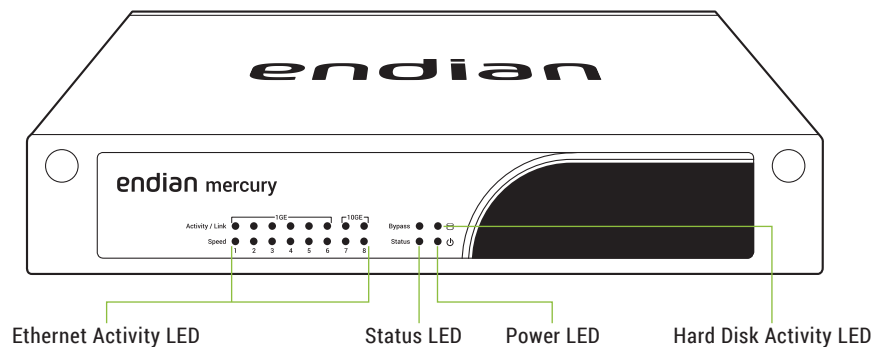 endian
endian mercury
1GE 10GE
Activity / Link Bypass
Speed Status
1 2 3 4 5 6 7 8
Ethernet Activity LED Status LED Power LED Hard Disk Activity LED